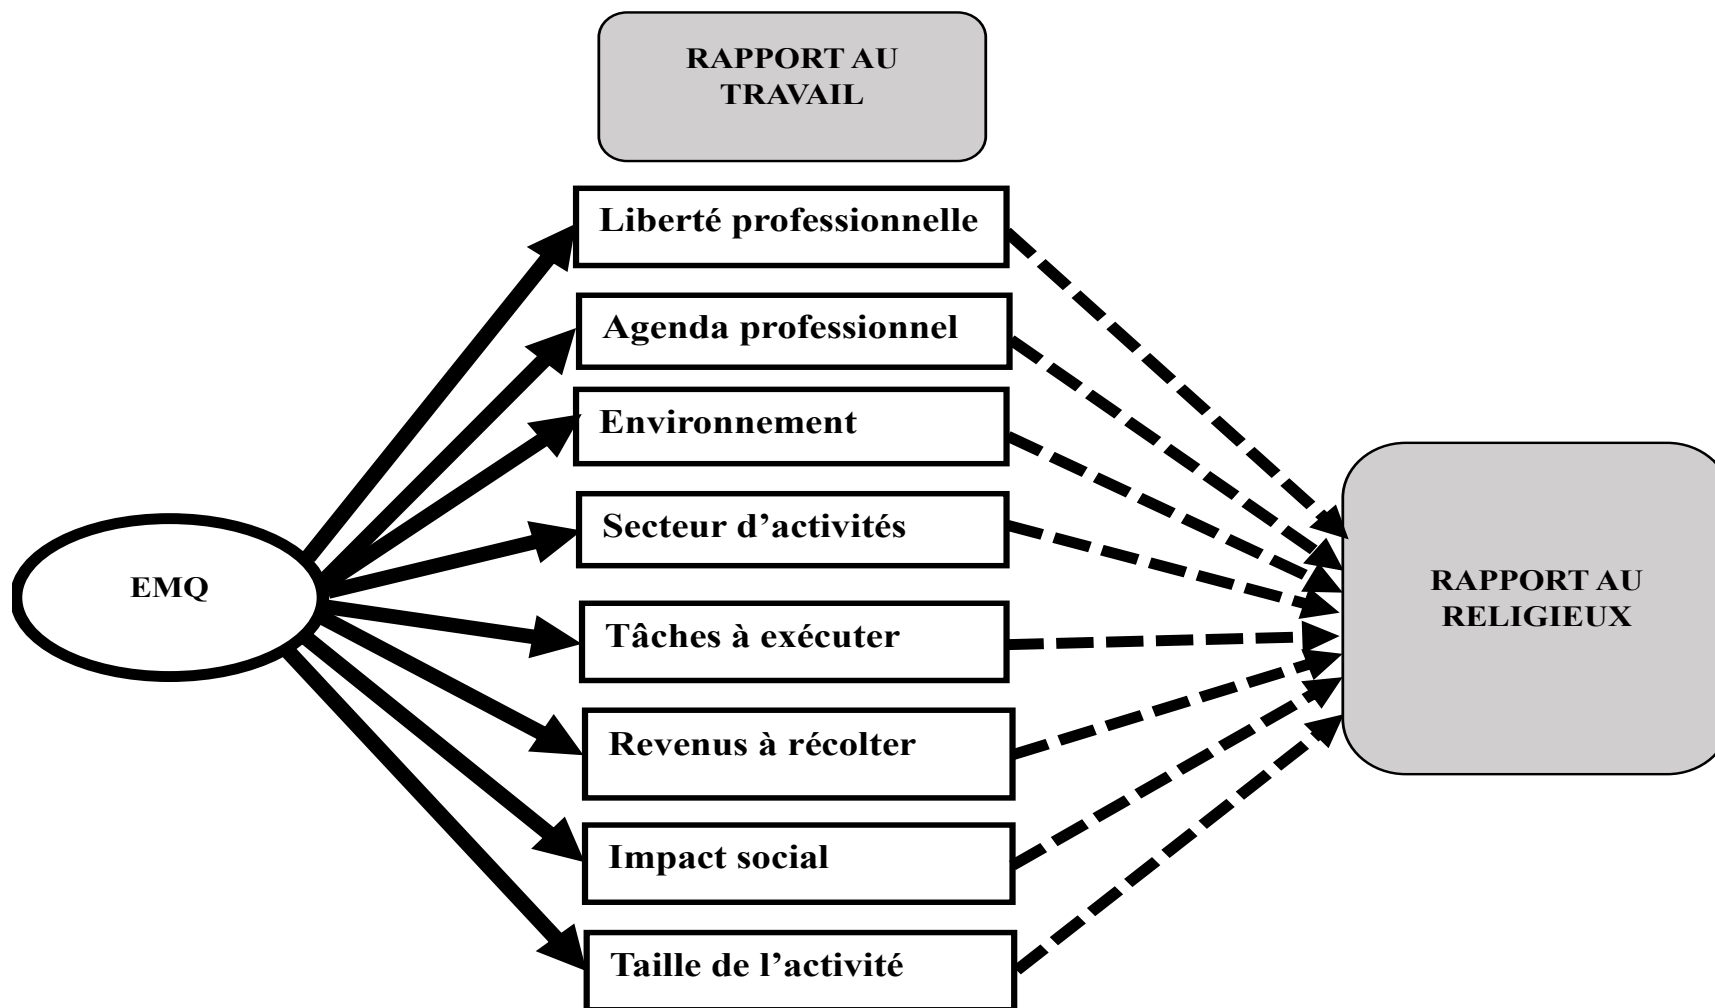 RAPPORT AU
TRAVAIL
Liberté professionnelle
Agenda professionnel
Environnement
Secteur d’activités
EMQ
RAPPORT AU
RELIGIEUX
Tâches à exécuter
Revenus à récolter
Impact social
Taille de l’activité